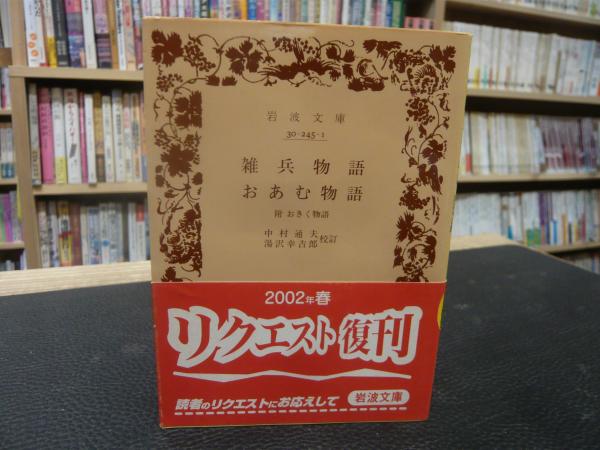 岩波文庫
30-245-1
雑兵物語
おあむ物語
附 おきく物語
中村通夫
湯沢幸吉郎 校訂
2002年春
リクエスト復刊
読者のリクエストにお応えして
岩波文庫